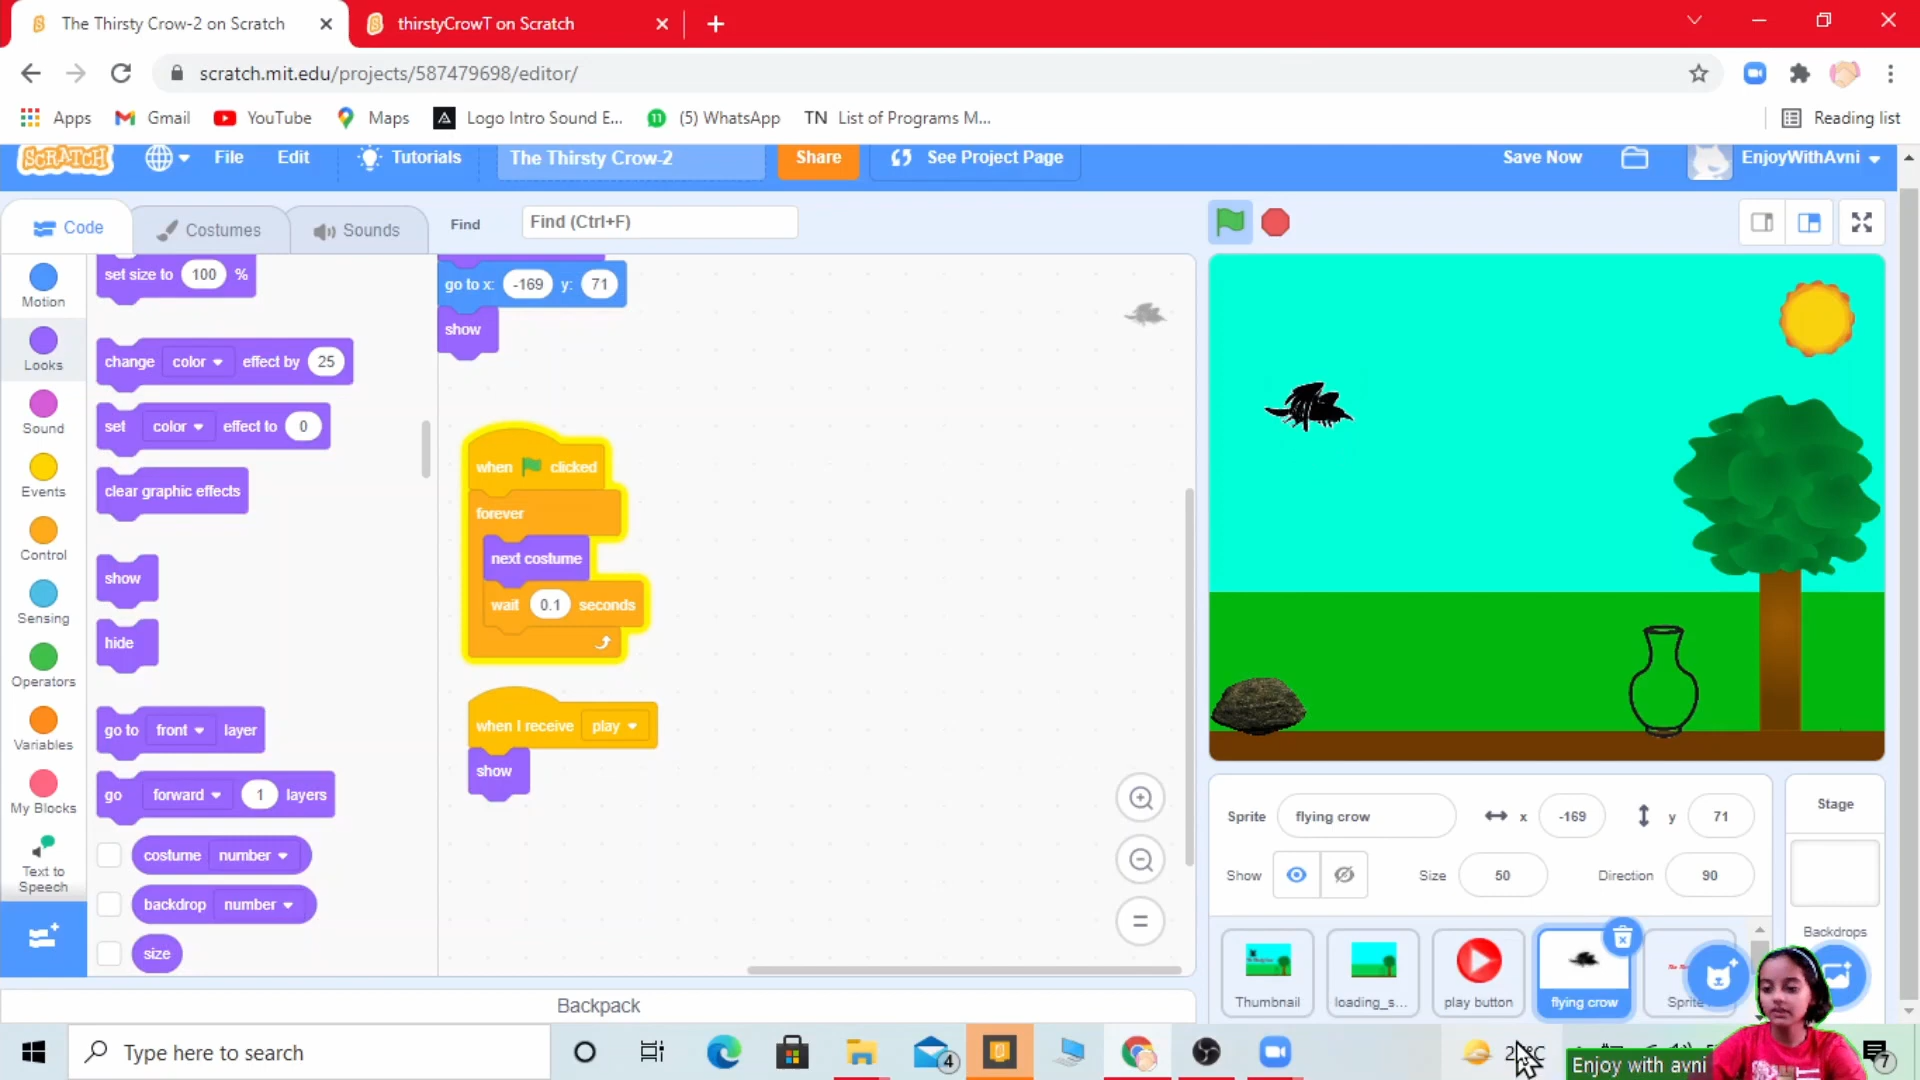 The Thirsty Crow-2 on Scratch
thirstyCrowT on Scratch
scratch.mit.edu/projects/587479698/editor/
Apps Gmail YouTube Maps Logo Intro Sound E... 11 (5) WhatsApp TN List of Programs M... Reading list
SCRATCH File Edit Tutorials The Thirsty Crow-2 Share See Project Page Save Now EnjoyWithAvni
Code Costumes Sounds Find Find (Ctrl+F)
Motion
Looks
Sound
Events
Control
Sensing
Operators
Variables
My Blocks
Text to
Speech
set size to 100 %
change color effect by 25
set color effect to 0
clear graphic effects
show
hide
go to front layer
go forward 1 layers
costume number
backdrop number
size
go to x: -169 y: 71
show
when clicked
forever
next costume
wait 0.1 seconds
when I receive play
show
Backpack
Sprite flying crow x -169 y 71
Show Size 50 Direction 90
Thumbnail
loading_s...
play button
flying crow
Stage
Backdrops
Type here to search
4
7
Enjoy with avni